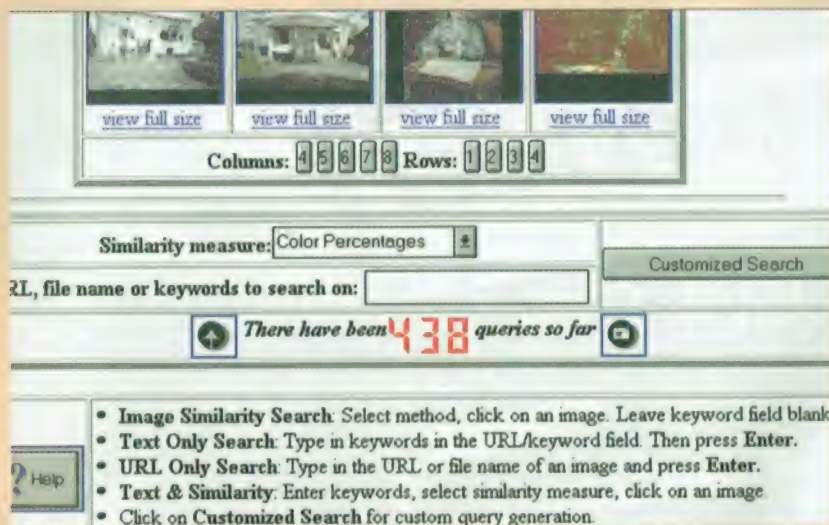 view full size view full size view full size view full size
Columns: 4 5 6 7 8 Rows: 1 2 3 4
Similarity measure: Color Percentages
Customized Search
RL, file name or keywords to search on:
There have been 438 queries so far
• Image Similarity Search: Select method, click on an image. Leave keyword field blank
• Text Only Search: Type in keywords in the URL/keyword field. Then press Enter.
? Help
• URL Only Search: Type in the URL or file name of an image and press Enter.
• Text & Similarity: Enter keywords, select similarity measure, click on an image
• Click on Customized Search for custom query generation.